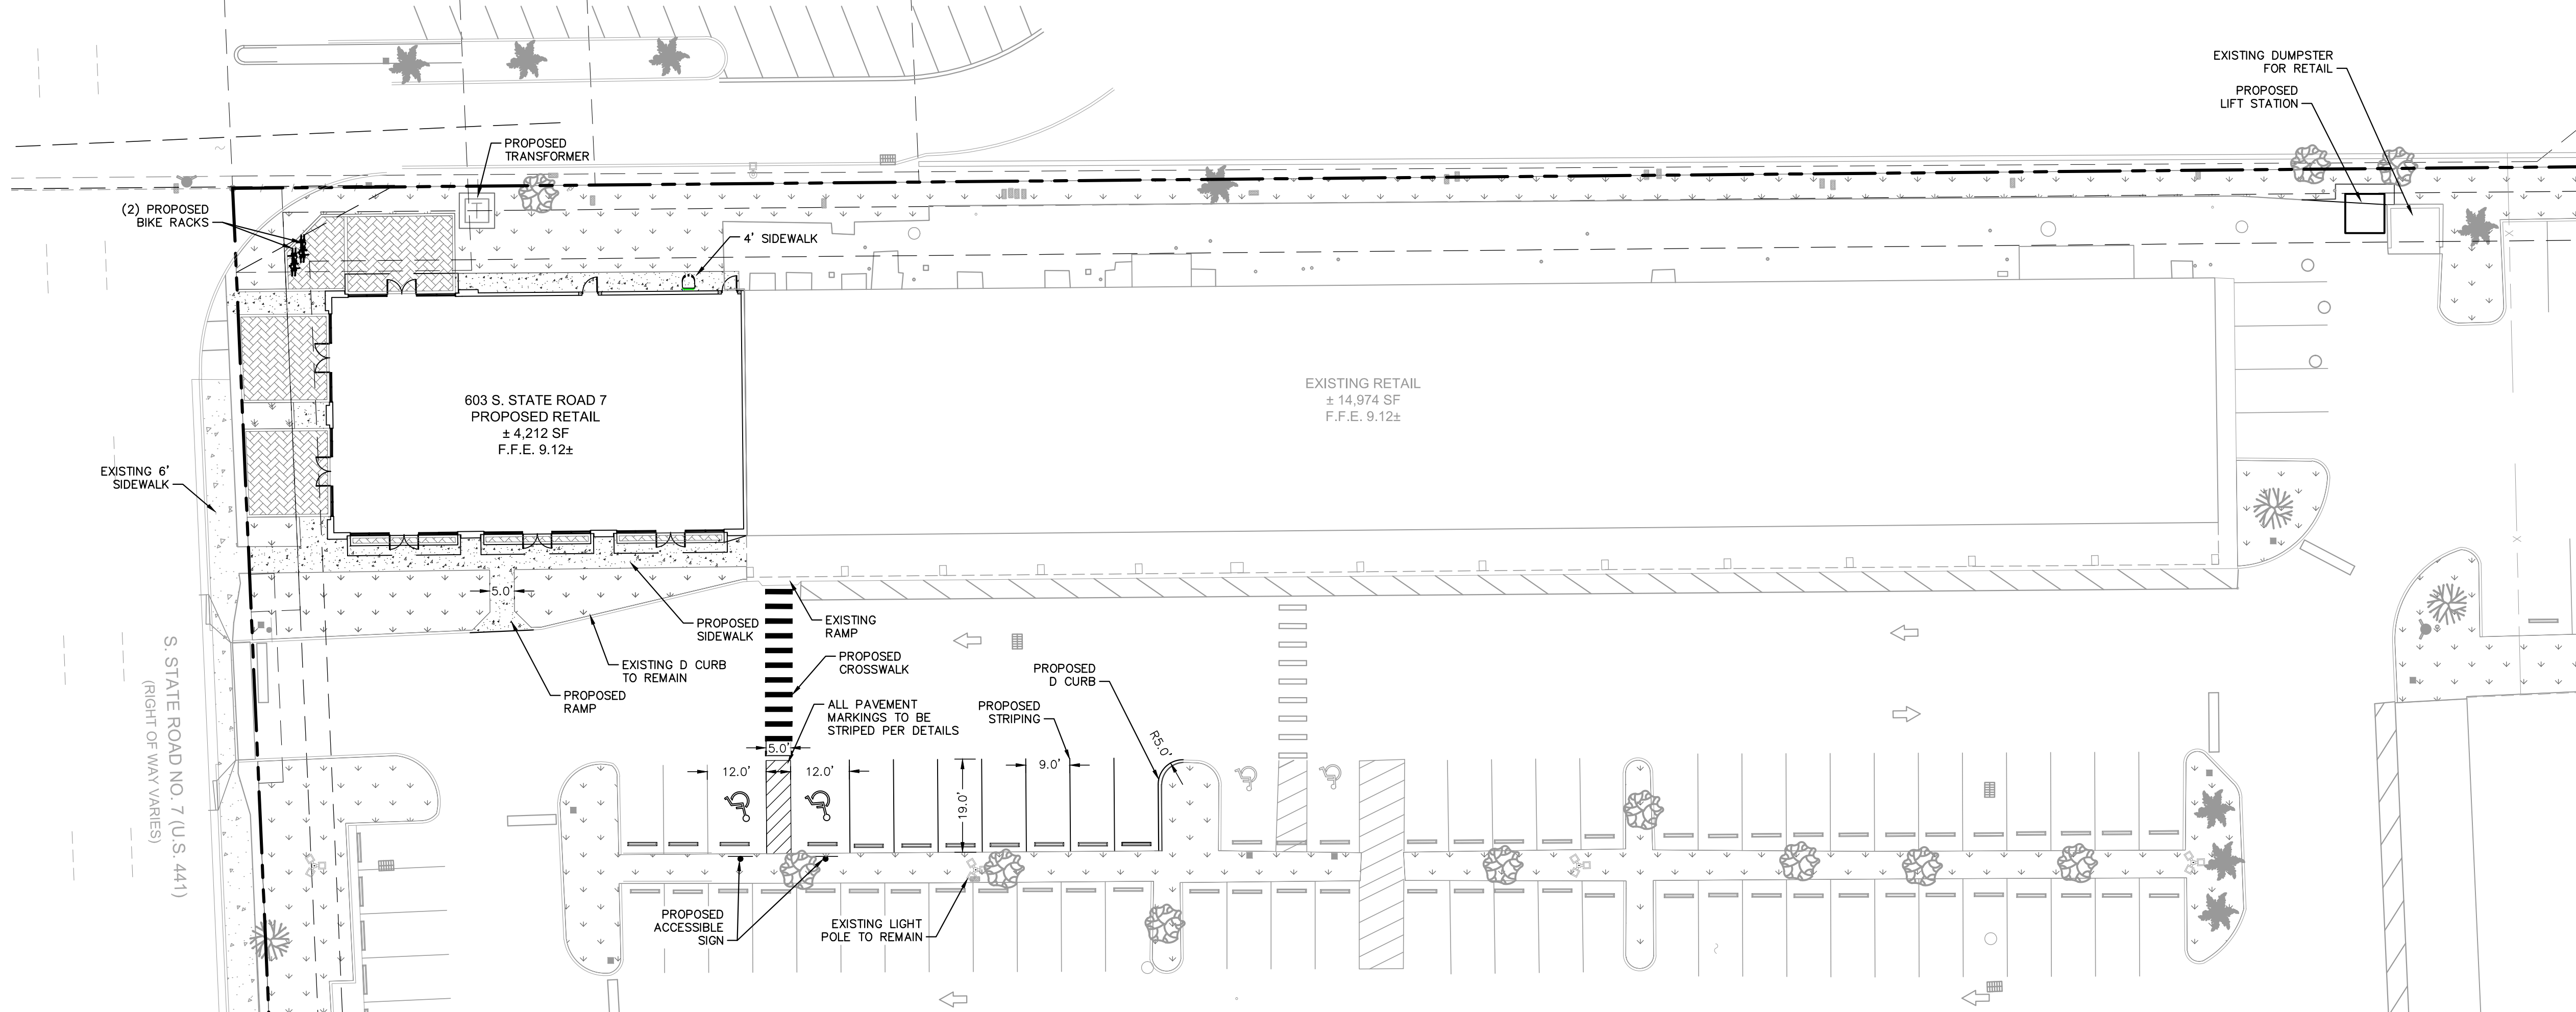 EXISTING DUMPSTER
FOR RETAIL
PROPOSED
LIFT STATION
PROPOSED
TRANSFORMER
(2) PROPOSED
BIKE RACKS
4' SIDEWALK
603 S. STATE ROAD 7
PROPOSED RETAIL
± 4,212 SF
F.F.E. 9.12±
EXISTING RETAIL
± 14,974 SF
F.F.E. 9.12±
EXISTING 6'
SIDEWALK
5.0'
PROPOSED
SIDEWALK
EXISTING
RAMP
EXISTING D CURB
TO REMAIN
PROPOSED
CROSSWALK
PROPOSED
RAMP
PROPOSED
D CURB
ALL PAVEMENT
MARKINGS TO BE
STRIPED PER DETAILS
PROPOSED
STRIPING
R5.0'
5.0'
12.0'
12.0'
9.0'
19.0'
S. STATE ROAD NO. 7 (U.S. 441)
(RIGHT OF WAY VARIES)
PROPOSED
ACCESSIBLE
SIGN
EXISTING LIGHT
POLE TO REMAIN